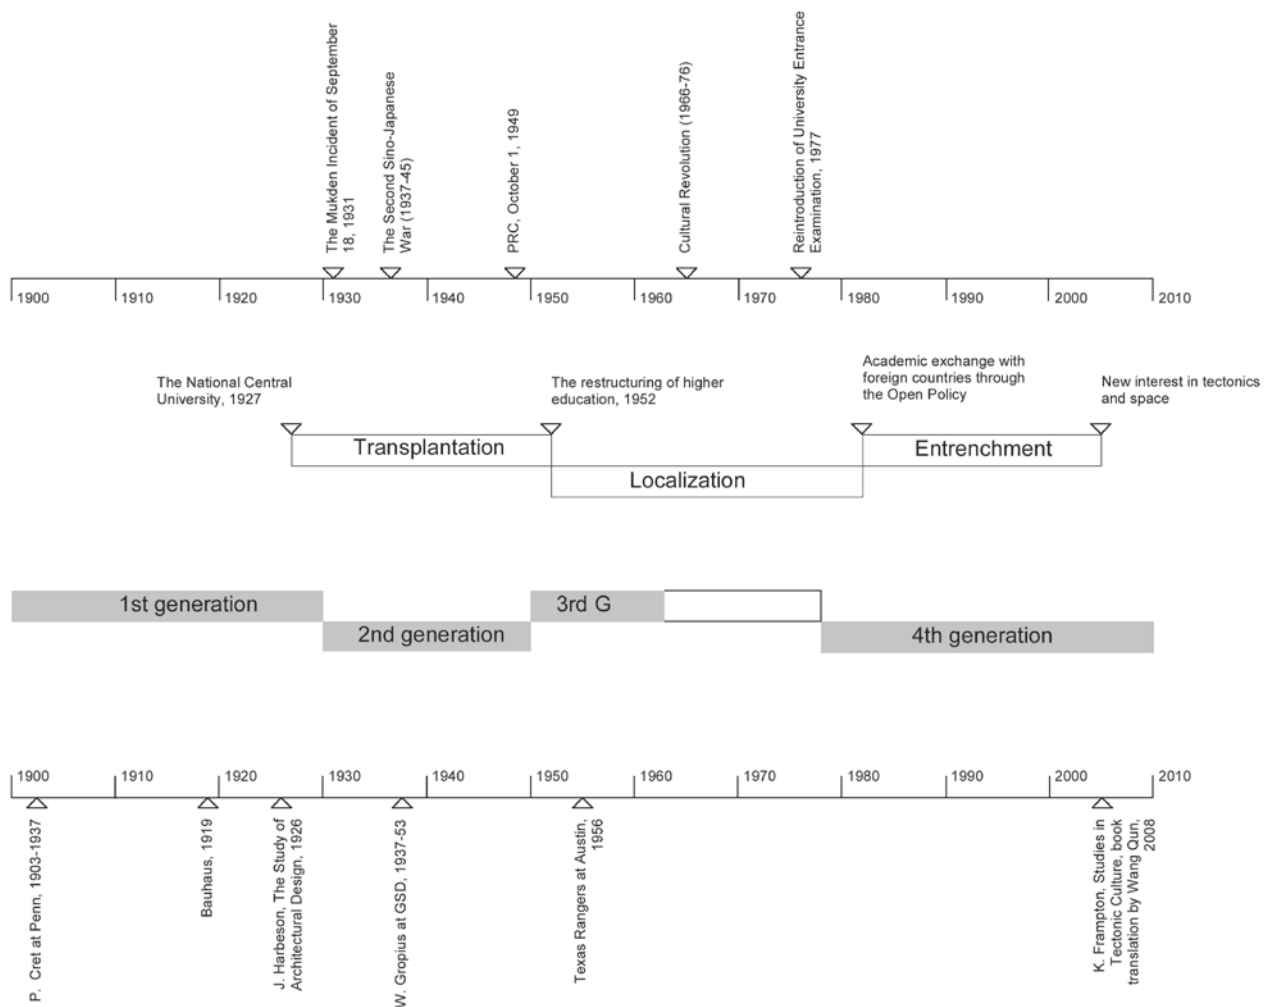 The Mukden Incident of September
18, 1931
The Second Sino-Japanese
War (1937-45)
PRC, October 1, 1949
Cultural Revolution (1966-76)
Reintroduction of University Entrance
Examination, 1977
1900
1910
1920
1930
1940
1950
1960
1970
1980
1990
2000
2010
The National Central
University, 1927
The restructuring of higher
education, 1952
Academic exchange with
foreign countries through
the Open Policy
New interest in tectonics
and space
Transplantation
Localization
Entrenchment
1st generation
2nd generation
3rd G
4th generation
1900
1910
1920
1930
1940
1950
1960
1970
1980
1990
2000
2010
P. Cret at Penn, 1903-1937
Bauhaus, 1919
J. Harbeson, The Study of
Architectural Design, 1926
W. Gropius at GSD, 1937-53
Texas Rangers at Austin,
1956
K. Frampton, Studies in
Tectonic Culture, book
translation by Wang Qun,
2008